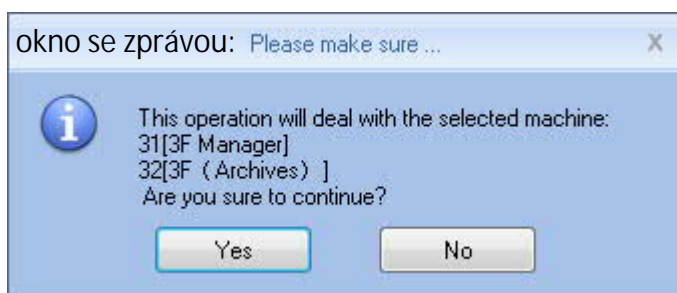 okno se zprávou: Please make sure ... X
This operation will deal with the selected machine:
31[3F Manager]
32[3F（Archives）]
Are you sure to continue?
Yes No